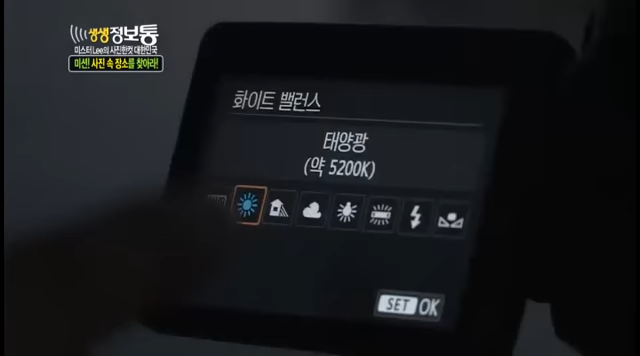 생생정보통
미스터Lee의 사진한컷 대한민국
미션! 사진 속 장소를 찾아라!
화이트 밸런스
태양광
(약 5200K)
SET OK